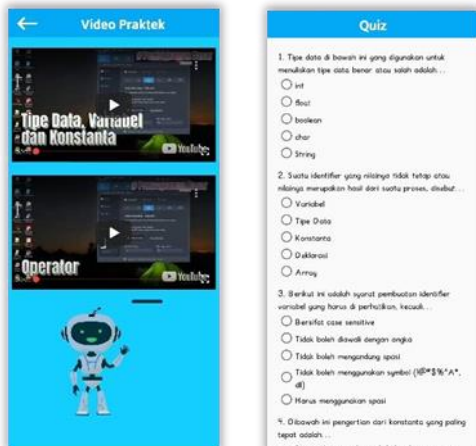 Video Praktek
Tipe Data, Variabel
dan Konstanta
YouTube
Operator
YouTube
Quiz
1. Tipe data di bawah ini yang digunakan untuk
menuliskan tipe data benar atau salah adalah...
int
float
boolean
char
String
2. Suatu identifier yang nilainya tidak tetap atau
nilainya merupakan hasil dari suatu proses, disebut...
Variabel
Tipe Data
Konstanta
Deklarasi
Array
3. Berikut ini adalah syarat pembuatan identifier
variabel yang harus di perhatikan, kecuali...
Bersifat case sensitive
Tidak boleh diawali dengan angka
Tidak boleh mengandung spasi
Tidak boleh menggunakan symbol
dll)
Harus menggunakan spasi
4. Dibawah ini pengertian dari konstanta yang paling
tepat adalah...